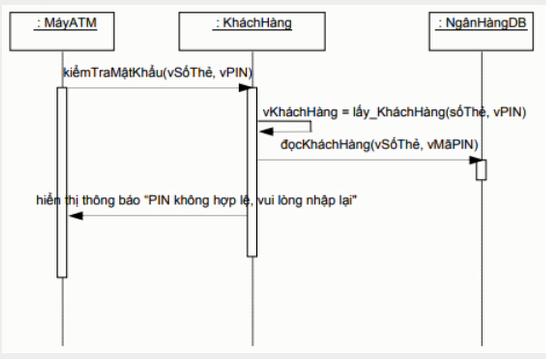 : MáyATM
: KháchHàng
: NgânHàngDB
kiểmTraMậtKhẩu(vSốThẻ, vPIN)
vKháchHàng = lấy_KháchHàng(sốThẻ, vPIN)
đọcKháchHàng(vSốThẻ, vMãPIN)
hiển thị thông báo "PIN không hợp lệ, vui lòng nhập lại"